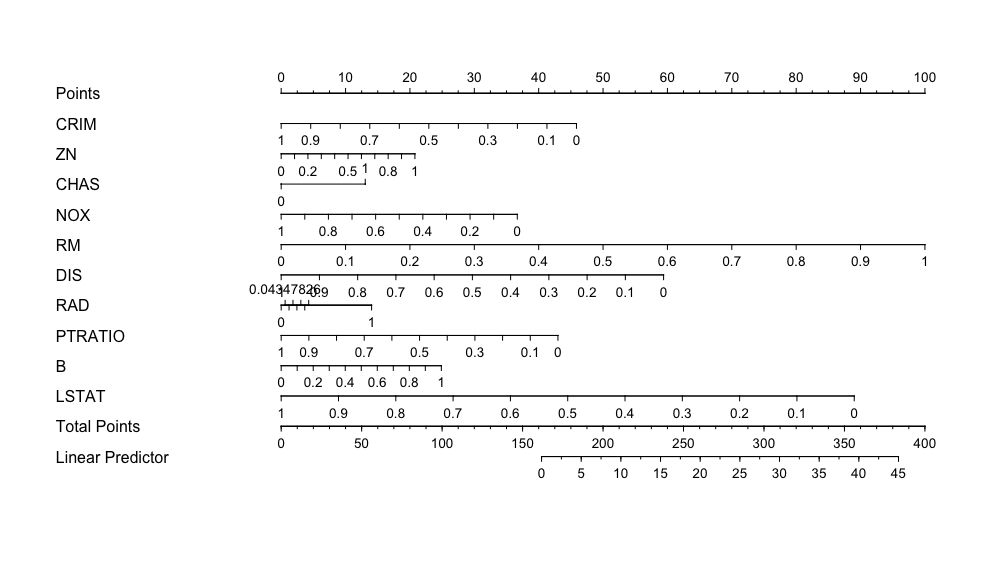 0 10 20 30 40 50 60 70 80 90 100
Points
CRIM
1 0.9 0.7 0.5 0.3 0.1 0
ZN
0 0.2 0.5 0.8 1
1
CHAS
0
NOX
1 0.8 0.6 0.4 0.2 0
RM
0 0.1 0.2 0.3 0.4 0.5 0.6 0.7 0.8 0.9 1
DIS
1 0.9 0.8 0.7 0.6 0.5 0.4 0.3 0.2 0.1 0
0.04347826
RAD
0 1
PTRATIO
1 0.9 0.7 0.5 0.3 0.1 0
B
0 0.2 0.4 0.6 0.8 1
LSTAT
1 0.9 0.8 0.7 0.6 0.5 0.4 0.3 0.2 0.1 0
Total Points
0 50 100 150 200 250 300 350 400
Linear Predictor
0 5 10 15 20 25 30 35 40 45